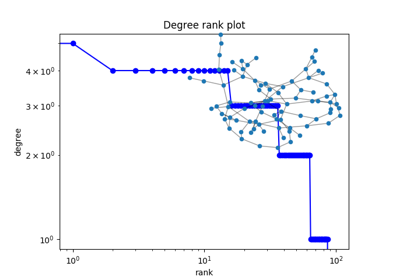 Degree rank plot
degree
4 × 10⁰
3 × 10⁰
2 × 10⁰
10⁰
10⁰ 10¹ 10²
rank